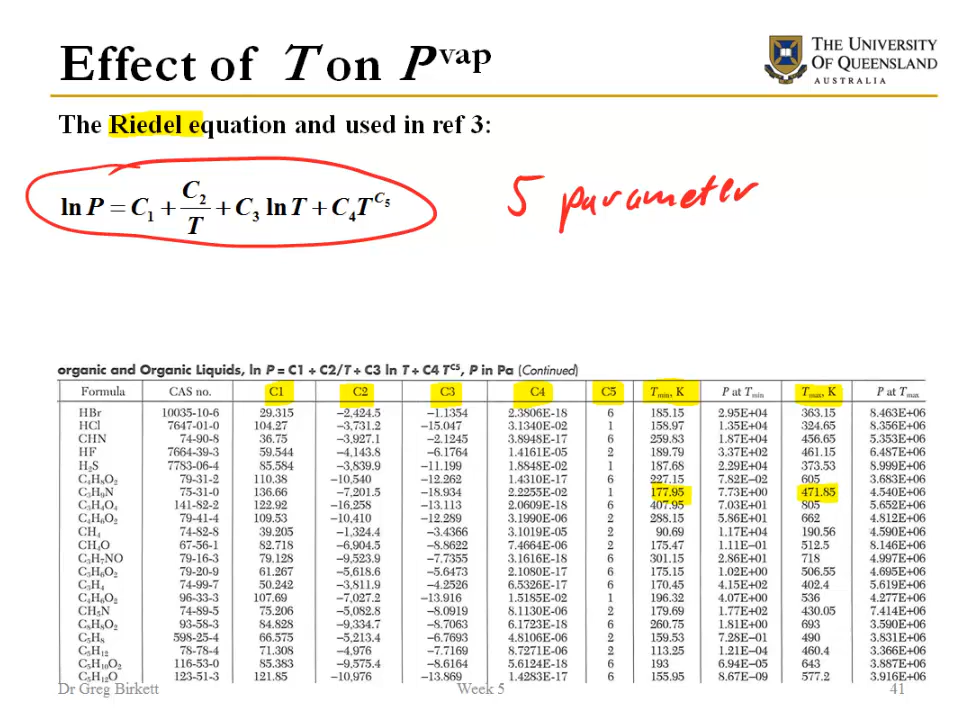 Effect of T on Pvap
THE UNIVERSITY
OF QUEENSLAND
AUSTRALIA
The Riedel equation and used in ref 3:
ln P = C1 + C2/T + C3 ln T + C4T^C5
5 parameter
organic and Organic Liquids, ln P = C1 + C2/T + C3 ln T + C4 T^C5, P in Pa (Continued)
Formula CAS no. C1 C2 C3 C4 C5 Tmin, K P at Tmin Tmax, K P at Tmax
HBr 10035-10-6 29.315 −2,424.5 −1.1354 2.3806E-18 6 185.15 2.95E+04 363.15 8.463E+06
HCl 7647-01-0 104.27 −3,731.2 −15.047 3.1340E-02 1 158.97 1.35E+04 324.65 8.356E+06
CHN 74-90-8 36.75 −3,927.1 −2.1245 3.8948E-17 6 259.83 1.87E+04 456.65 5.353E+06
HF 7664-39-3 59.544 −4,143.8 −6.1764 1.4161E-05 2 189.79 3.37E+02 461.15 6.487E+06
H2S 7783-06-4 85.584 −3,839.9 −11.199 1.8848E-02 1 187.68 2.29E+04 373.53 8.999E+06
C4H8O2 79-31-2 110.38 −10,540 −12.262 1.4310E-17 6 227.15 7.82E−02 605 3.683E+06
C3H9N 75-31-0 136.66 −7,201.5 −18.934 2.2255E-02 1 177.95 7.73E+00 471.85 4.540E+06
C3H4O4 141-82-2 122.92 −16,258 −13.113 2.0609E-18 6 407.95 7.03E+01 805 5.652E+06
C4H6O2 79-41-4 109.53 −10,410 −12.289 3.1990E-06 2 288.15 5.86E+01 662 4.812E+06
CH4 74-82-8 39.205 −1,324.4 −3.4366 3.1019E-05 2 90.69 1.17E+04 190.56 4.590E+06
CH4O 67-56-1 82.718 −6,904.5 −8.8622 7.4664E-06 2 175.47 1.11E−01 512.5 8.146E+06
C3H7NO 79-16-3 79.128 −9,523.9 −7.7355 3.1616E-18 6 301.15 2.86E+01 718 4.997E+06
C3H6O2 79-20-9 61.267 −5,618.6 −5.6473 2.1080E-17 6 175.15 1.02E+00 506.55 4.695E+06
C3H4 74-99-7 50.242 −3,811.9 −4.2526 6.5326E-17 6 170.45 4.15E+02 402.4 5.619E+06
C4H6O2 96-33-3 107.69 −7,027.2 −13.916 1.5185E-02 1 196.32 4.07E+00 536 4.277E+06
CH5N 74-89-5 75.206 −5,082.8 −8.0919 8.1130E-06 2 179.69 1.77E+02 430.05 7.414E+06
C8H8O2 93-58-3 84.828 −9,334.7 −8.7063 6.1723E-18 6 260.75 1.81E+00 693 3.590E+06
C5H8 598-25-4 66.575 −5,213.4 −6.7693 4.8106E-06 2 159.53 7.28E−01 490 3.831E+06
C5H12 78-78-4 71.308 −4,976 −7.7169 8.7271E-06 2 113.25 1.21E−04 460.4 3.366E+06
C5H10O2 116-53-0 85.383 −9,575.4 −8.6164 5.6124E-18 6 193 6.94E−05 643 3.887E+06
C5H12O 123-51-3 121.85 −10,976 −13.869 1.4283E-17 6 155.95 8.67E−09 577.2 3.916E+06
Dr Greg Birkett Week 5 41